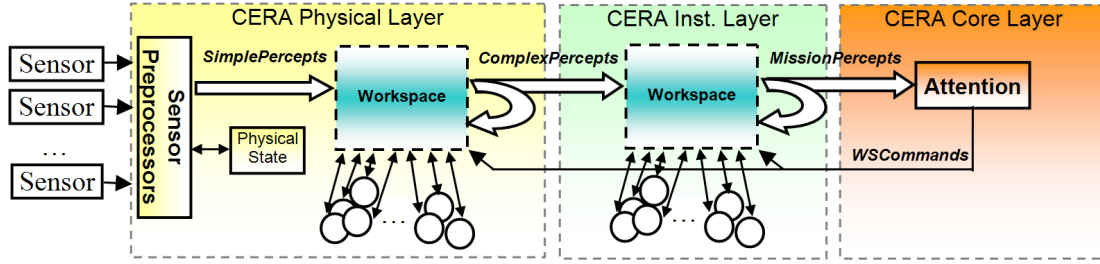 CERA Physical Layer
CERA Inst. Layer
CERA Core Layer
Sensor
Sensor
...
Sensor
Sensor
Preprocessors
SimplePercepts
Physical
State
Workspace
...
ComplexPercepts
Workspace
...
MissionPercepts
Attention
WSCommands